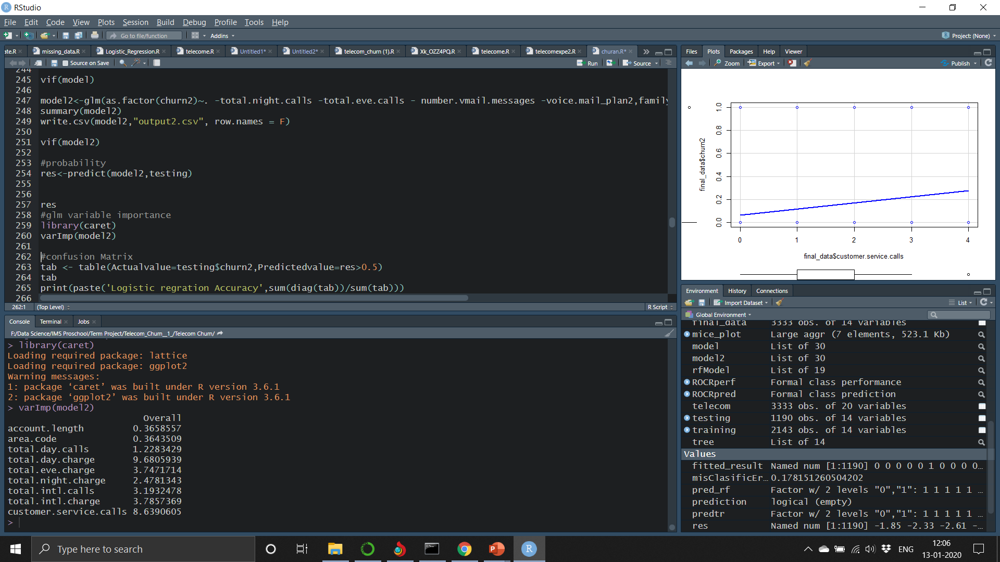 RStudio
File Edit Code View Plots Session Build Debug Profile Tools Help
Go to file/function Addins Project: (None)
ate.R missing_data.R Logistic_Regression.R telecome.R Untitled1* Untitled2* telecom_churn (1).R Xk_OZZ4PQ.R telecome.R telecomexpe2.R churan.R*
Source on Save Run Source
244
245 vif(model)
246
247 model2<-glm(as.factor(churn2)~. -total.night.calls -total.eve.calls - number.vmail.messages -voice.mail_plan2,family
248 summary(model2)
249 write.csv(model2,"output2.csv", row.names = F)
250
251 vif(model2)
252
253 #probability
254 res<-predict(model2,testing)
255
256
257 res
258 #glm variable importance
259 library(caret)
260 varImp(model2)
261
262 #confusion Matrix
263 tab <- table(Actualvalue=testing$churn2,Predictedvalue=res>0.5)
264 tab
265 print(paste('Logistic regration Accuracy',sum(diag(tab))/sum(tab)))
266
262:1 (Top Level) R Script
Console Terminal Jobs
F:/Data Science/IMS Proschool/Term Project/Telecom_Churn__1_/Telecom Churn/
> library(caret)
Loading required package: lattice
Loading required package: ggplot2
Warning messages:
1: package ‘caret’ was built under R version 3.6.1
2: package ‘ggplot2’ was built under R version 3.6.1
> varImp(model2)
Overall
account.length 0.3658557
area.code 0.3643509
total.day.calls 1.2283429
total.day.charge 9.6805939
total.eve.charge 3.7471714
total.night.charge 2.4781343
total.intl.calls 3.1932478
total.intl.charge 3.7857369
customer.service.calls 8.6390605
>
Files Plots Packages Help Viewer
Zoom Export Publish
final_data$churn2
1.0
0.8
0.6
0.4
0.2
0.0
0 1 2 3 4
final_data$customer.service.calls
Environment History Connections
Import Dataset List
Global Environment
final_data 3333 obs. of 14 variables
mice_plot Large aggr (7 elements, 523.1 Kb)
model List of 30
model2 List of 30
rfModel List of 19
ROCRperf Formal class performance
ROCRpred Formal class prediction
telecom 3333 obs. of 20 variables
testing 1190 obs. of 14 variables
training 2143 obs. of 14 variables
tree List of 14
Values
fitted_result Named num [1:1190] 0 0 0 0 0 1 0 0 0 0…
misClasificEr… 0.178151260504202
pred_rf Factor w/ 2 levels "0","1": 1 1 1 1 1 …
prediction logical (empty)
predtr Factor w/ 2 levels "0","1": 1 1 1 1 1 …
res Named num [1:1190] -1.85 -2.33 -2.61 -…
Type here to search
ENG
12:06
13-01-2020